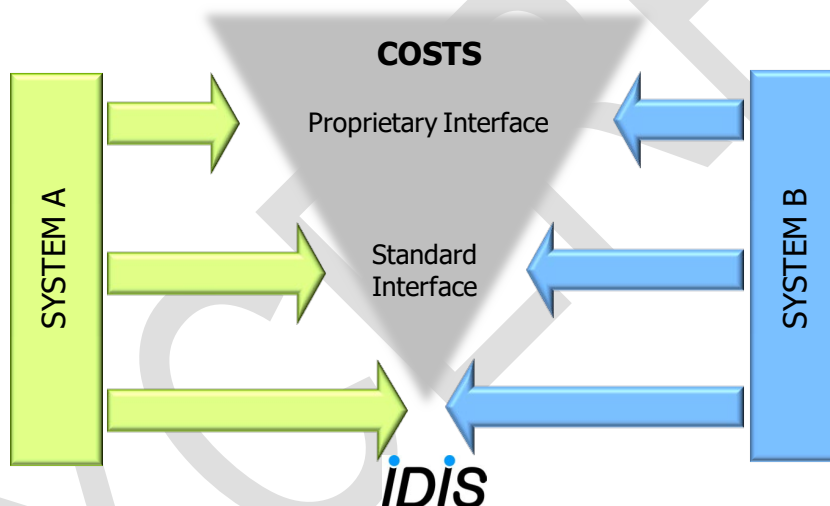 COSTS
Proprietary Interface
SYSTEM A
Standard
Interface
SYSTEM B
iDiS